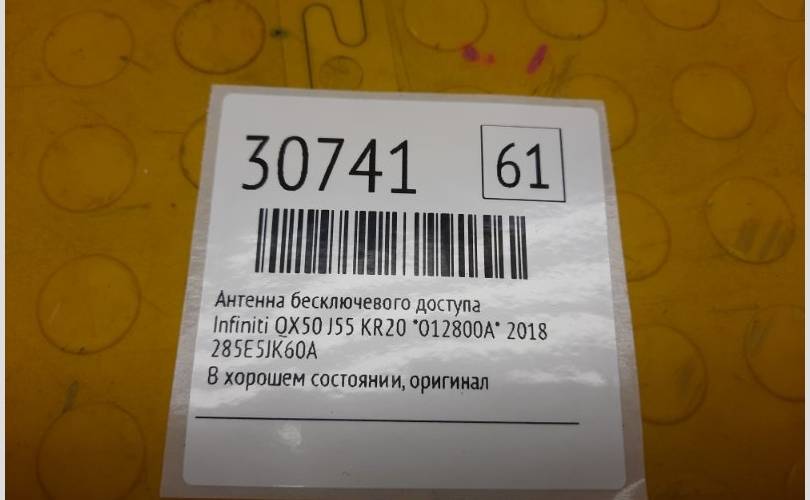 30741 61
Антенна бесключевого доступа
Infiniti QX50 J55 KR20 "012800A" 2018
285E5JK60A
В хорошем состоянии, оригинал